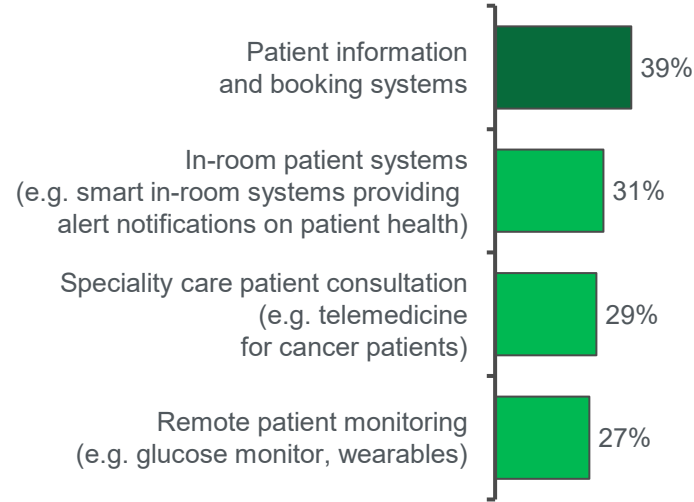 Patient information
and booking systems
39%
In-room patient systems
(e.g. smart in-room systems providing
alert notifications on patient health)
31%
Speciality care patient consultation
(e.g. telemedicine
for cancer patients)
29%
Remote patient monitoring
(e.g. glucose monitor, wearables)
27%